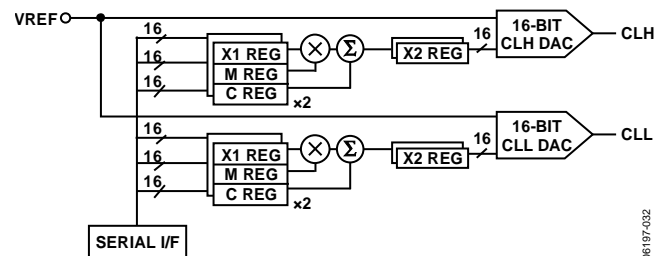 VREF
16
16
16
X1 REG
M REG
C REG
×2
×
Σ
X2 REG
16
16-BIT
CLH DAC
CLH
16
16
16
X1 REG
M REG
C REG
×2
×
Σ
X2 REG
16
16-BIT
CLL DAC
CLL
SERIAL I/F
06197-032